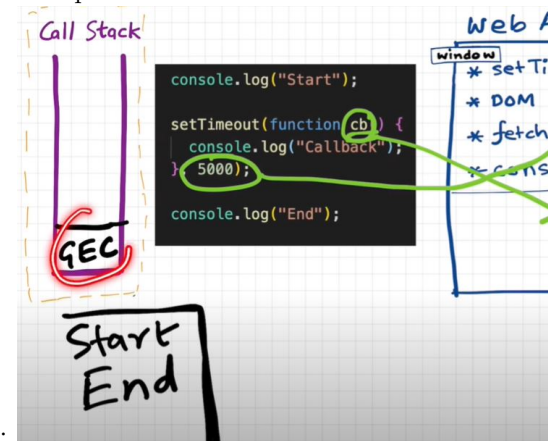 Call Stack
Web A
window
* setTi
* DOM
* fetch
* cons
console.log("Start");
setTimeout(function cb() {
console.log("Callback");
}, 5000);
console.log("End");
GEC
Start
End
.